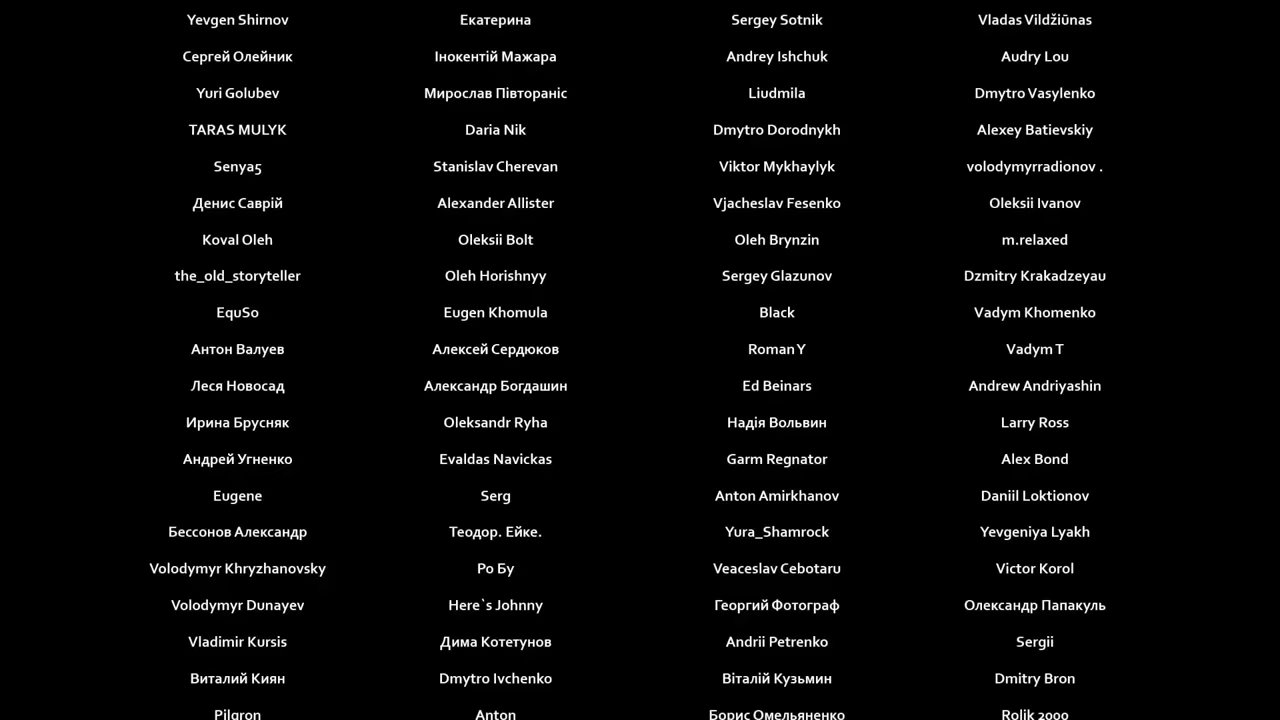 Yevgen Shirnov Екатерина Sergey Sotnik Vladas Vildžiūnas
Сергей Олейник Інокентій Мажара Andrey Ishchuk Audry Lou
Yuri Golubev Мирослав Півтораніс Liudmila Dmytro Vasylenko
TARAS MULYK Daria Nik Dmytro Dorodnykh Alexey Batievskiy
Senya5 Stanislav Cherevan Viktor Mykhaylyk volodymyrradionov .
Денис Саврій Alexander Allister Vjacheslav Fesenko Oleksii Ivanov
Koval Oleh Oleksii Bolt Oleh Brynzin m.relaxed
the_old_storyteller Oleh Horishnyy Sergey Glazunov Dzmitry Krakadzeyau
EquSo Eugen Khomula Black Vadym Khomenko
Антон Валуев Алексей Сердюков Roman Y Vadym T
Леся Новосад Александр Богдашин Ed Beinars Andrew Andriyashin
Ирина Брусняк Oleksandr Ryha Надія Вольвин Larry Ross
Андрей Угненко Evaldas Navickas Garm Regnator Alex Bond
Eugene Serg Anton Amirkhanov Daniil Loktionov
Бессонов Александр Теодор. Ейке. Yura_Shamrock Yevgeniya Lyakh
Volodymyr Khryzhanovsky Ро Бу Veaceslav Cebotaru Victor Korol
Volodymyr Dunayev Here`s Johnny Георгий Фотограф Олександр Папакуль
Vladimir Kursis Дима Котетунов Andrii Petrenko Sergii
Виталий Киян Dmytro Ivchenko Віталій Кузьмин Dmitry Bron
Pilgron Anton Борис Омельяненко Rolik 2000